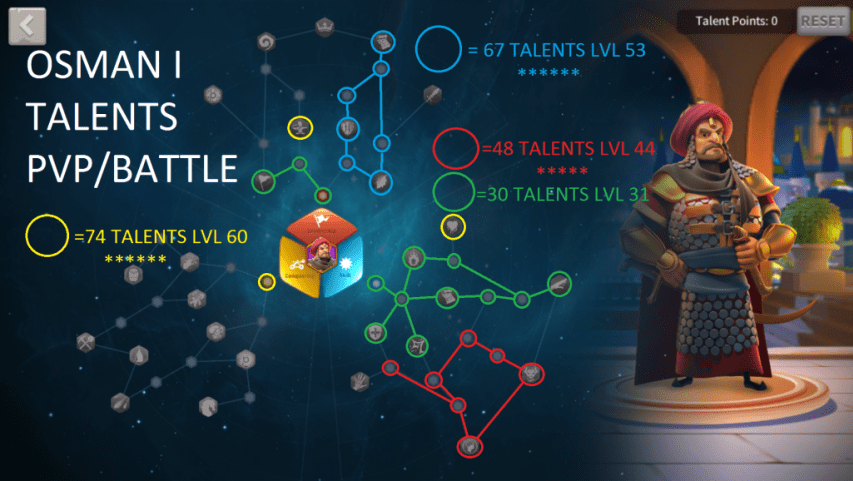 Talent Points: 0
RESET
OSMAN I
TALENTS
PVP/BATTLE
= 67 TALENTS LVL 53
******
=48 TALENTS LVL 44
*****
=30 TALENTS LVL 31
=74 TALENTS LVL 60
******
Skill